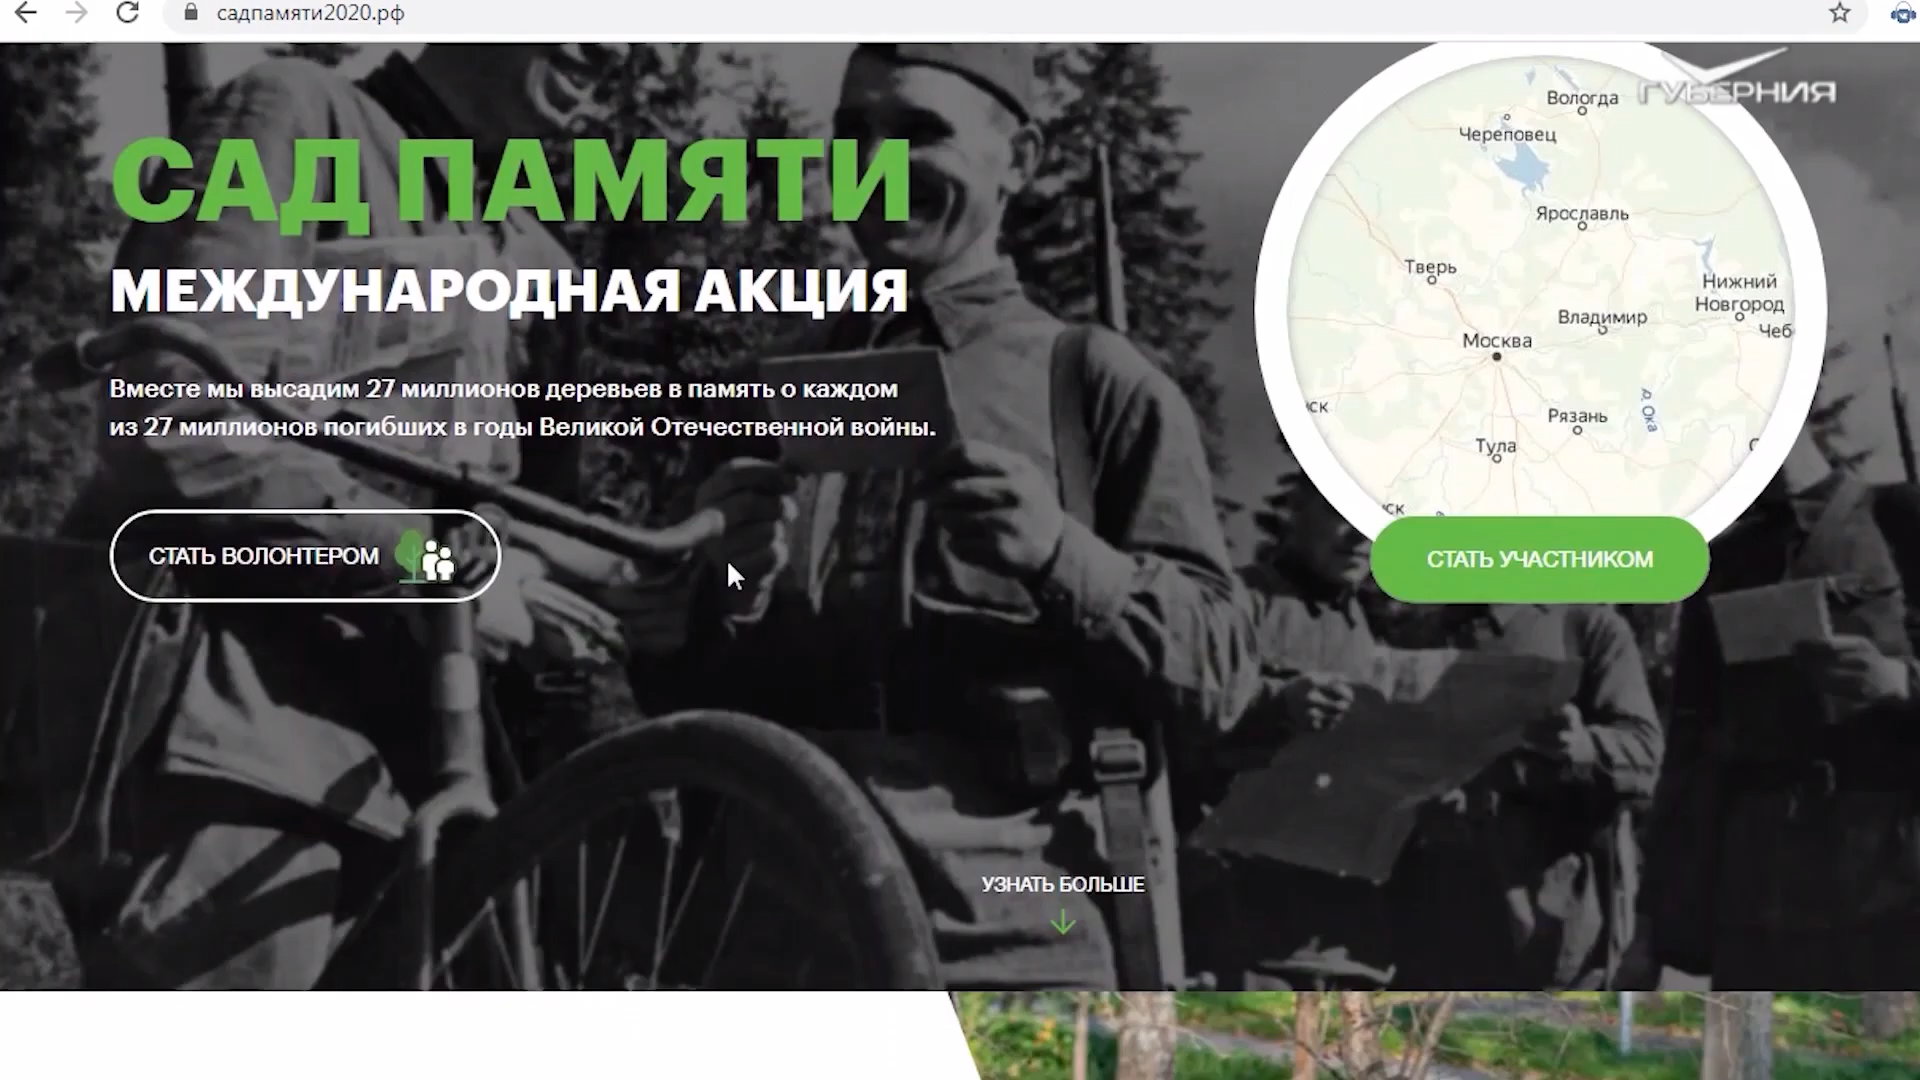 садпамяти2020.рф
ГУБЕРНИЯ
САД ПАМЯТИ
МЕЖДУНАРОДНАЯ АКЦИЯ
Вместе мы высадим 27 миллионов деревьев в память о каждом
из 27 миллионов погибших в годы Великой Отечественной войны.
СТАТЬ ВОЛОНТЕРОМ
Вологда
Череповец
Ярославль
Тверь
Нижний
Новгород
Владимир
Чеб
Москва
ск
Рязань
р. Ока
Тула
С
ск
СТАТЬ УЧАСТНИКОМ
УЗНАТЬ БОЛЬШЕ